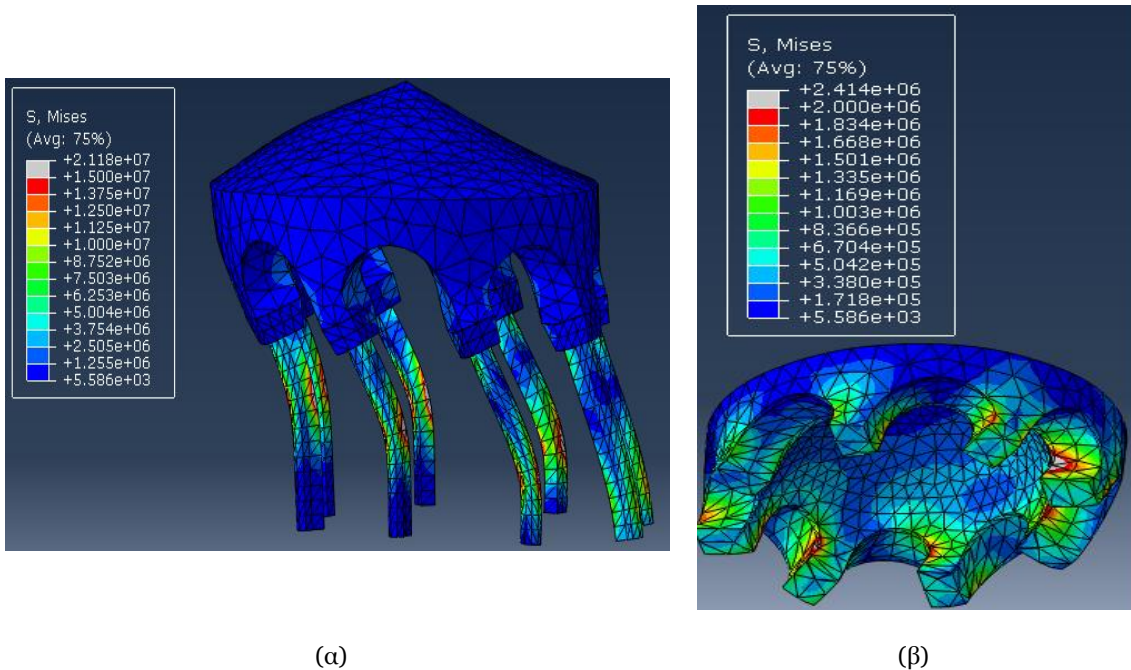 S, Mises
(Avg: 75%)
+2.118e+07
+1.500e+07
+1.375e+07
+1.250e+07
+1.125e+07
+1.000e+07
+8.752e+06
+7.503e+06
+6.253e+06
+5.004e+06
+3.754e+06
+2.505e+06
+1.255e+06
+5.586e+03
S, Mises
(Avg: 75%)
+2.414e+06
+2.000e+06
+1.834e+06
+1.668e+06
+1.501e+06
+1.335e+06
+1.169e+06
+1.003e+06
+8.366e+05
+6.704e+05
+5.042e+05
+3.380e+05
+1.718e+05
+5.586e+03
(α)
(β)